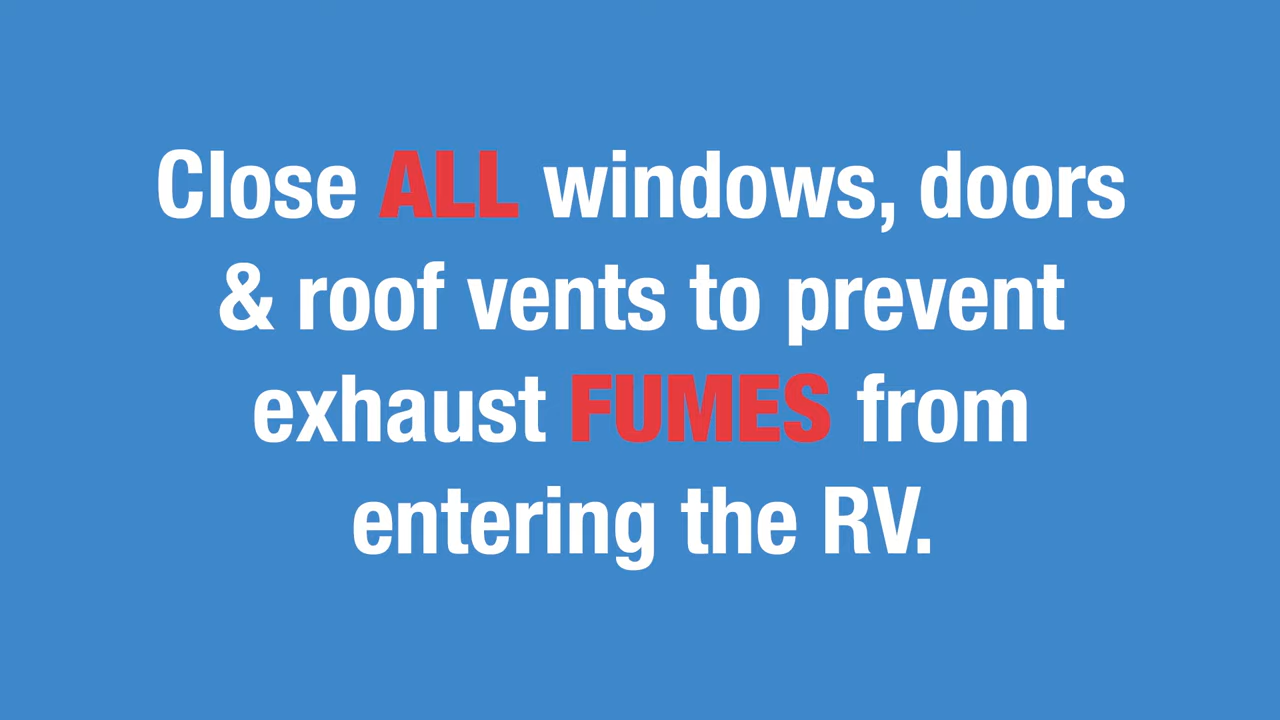 Close ALL windows, doors
& roof vents to prevent
exhaust FUMES from
entering the RV.